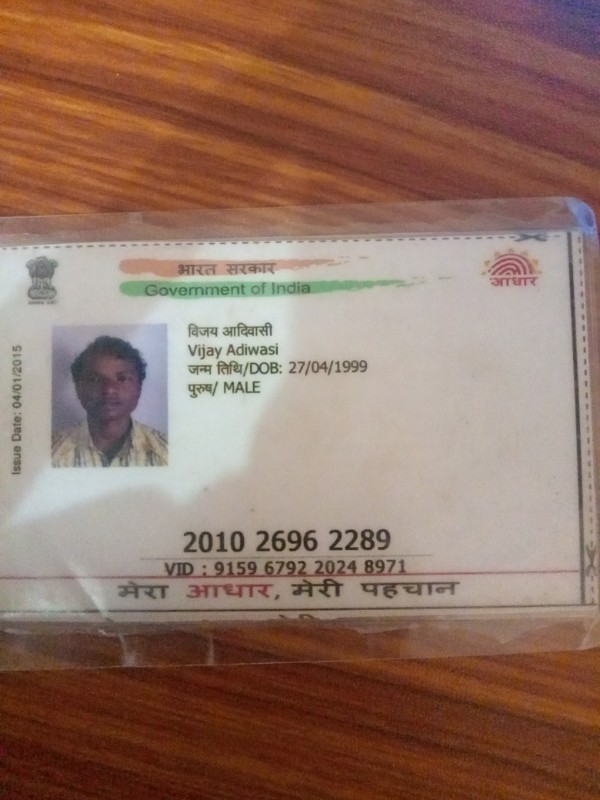 भारत सरकार
Government of India
आधार
Issue Date: 04/01/2015
विजय आदिवासी
Vijay Adiwasi
जन्म तिथि/DOB: 27/04/1999
पुरुष/ MALE
2010 2696 2289
VID : 9159 6792 2024 8971
मेरा आधार, मेरी पहचान